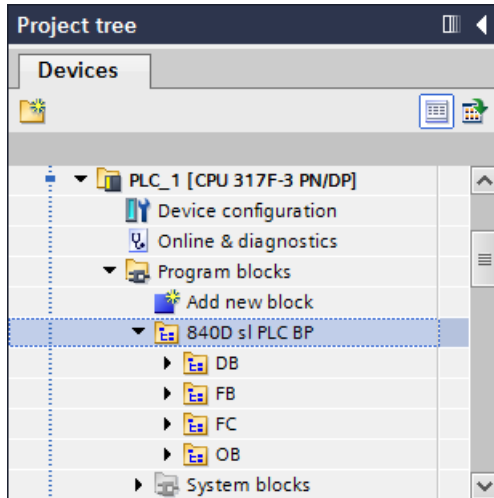 Project tree
Devices
PLC_1 [CPU 317F-3 PN/DP]
Device configuration
Online & diagnostics
Program blocks
Add new block
840D sl PLC BP
DB
FB
FC
OB
System blocks